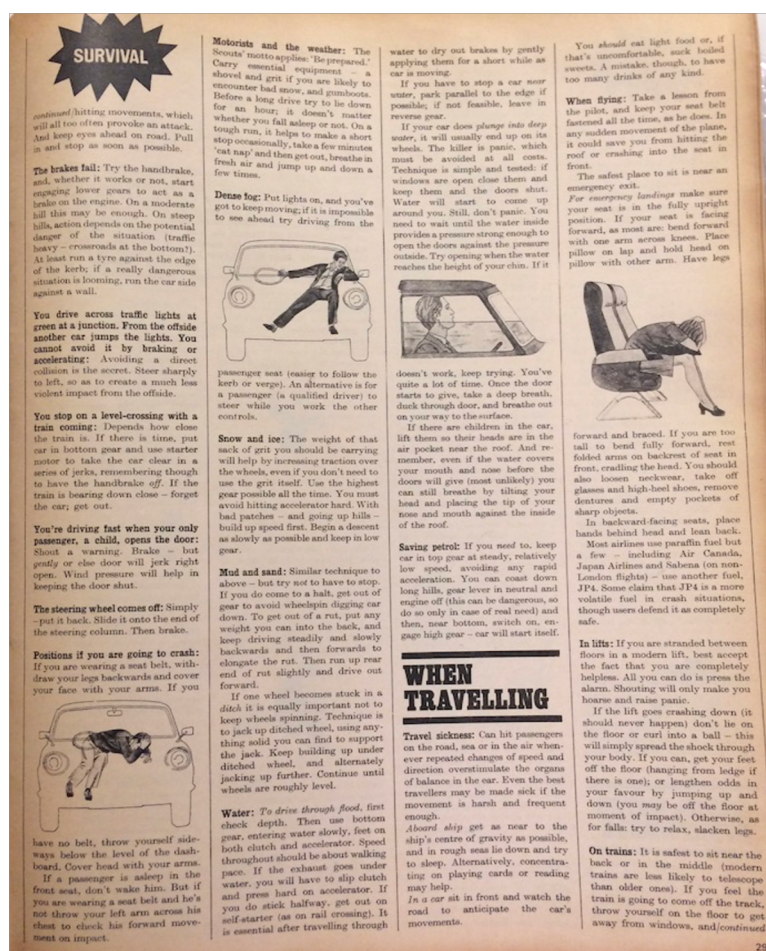 SURVIVAL
continued/hitting movements, which
will all too often provoke an attack.
And keep eyes ahead on road. Pull
in and stop as soon as possible.
The brakes fail: Try the handbrake,
and, whether it works or not, start
engaging lower gears to act as a
brake on the engine. On a moderate
hill this may be enough. On steep
hills, action depends on the potential
danger of the situation (traffic
heavy – crossroads at the bottom?).
At least run a tyre against the edge
of the kerb; if a really dangerous
situation is looming, run the car side
against a wall.
You drive across traffic lights at
green at a junction. From the offside
another car jumps the lights. You
cannot avoid it by braking or
accelerating: Avoiding a direct
collision is the secret. Steer sharply
to left, so as to create a much less
violent impact from the offside.
You stop on a level-crossing with a
train coming: Depends how close
the train is. If there is time, put
car in bottom gear and use starter
motor to take the car clear in a
series of jerks, remembering though
to have the handbrake off. If the
train is bearing down close – forget
the car; get out.
You're driving fast when your only
passenger, a child, opens the door:
Shout a warning. Brake – but
gently or else door will jerk right
open. Wind pressure will help in
keeping the door shut.
The steering wheel comes off: Simply
–put it back. Slide it onto the end of
the steering column. Then brake.
Positions if you are going to crash:
If you are wearing a seat belt, with-
draw your legs backwards and cover
your face with your arms. If you
have no belt, throw yourself side-
ways below the level of the dash-
board. Cover head with your arms.
If a passenger is asleep in the
front seat, don't wake him. But if
you are wearing a seat belt and he's
not throw your left arm across his
chest to check his forward move-
ment on impact.
Motorists and the weather: The
Scouts' motto applies: 'Be prepared.'
Carry essential equipment – a
shovel and grit if you are likely to
encounter bad snow, and gumboots.
Before a long drive try to lie down
for an hour; it doesn't matter
whether you fall asleep or not. On a
tough run, it helps to make a short
stop occasionally, take a few minutes
'cat nap' and then get out, breathe in
fresh air and jump up and down a
few times.
Dense fog: Put lights on, and you've
got to keep moving; if it is impossible
to see ahead try driving from the
passenger seat (easier to follow the
kerb or verge). An alternative is for
a passenger (a qualified driver) to
steer while you work the other
controls.
Snow and ice: The weight of that
sack of grit you should be carrying
will help by increasing traction over
the wheels, even if you don't need to
use the grit itself. Use the highest
gear possible all the time. You must
avoid hitting accelerator hard. With
bad patches – and going up hills –
build up speed first. Begin a descent
as slowly as possible and keep in low
gear.
Mud and sand: Similar technique to
above – but try not to have to stop.
If you do come to a halt, get out of
gear to avoid wheelspin digging car
down. To get out of a rut, put any
weight you can into the back, and
keep driving steadily and slowly
backwards and then forwards to
elongate the rut. Then run up rear
end of rut slightly and drive out
forward.
If one wheel becomes stuck in a
ditch it is equally important not to
keep wheels spinning. Technique is
to jack up ditched wheel, using any-
thing solid you can find to support
the jack. Keep building up under
ditched wheel, and alternately
jacking up further. Continue until
wheels are roughly level.
Water: To drive through flood, first
check depth. Then use bottom
gear, entering water slowly, feet on
both clutch and accelerator. Speed
throughout should be about walking
pace. If the exhaust goes under
water, you will have to slip clutch
and press hard on accelerator. If
you do stick halfway, get out on
self-starter (as on rail crossing). It
is essential after travelling through
water to dry out brakes by gently
applying them for a short while as
car is moving.
If you have to stop a car near
water, park parallel to the edge if
possible; if not feasible, leave in
reverse gear.
If your car does plunge into deep
water, it will usually end up on its
wheels. The killer is panic, which
must be avoided at all costs.
Technique is simple and tested: if
windows are open close them and
keep them and the doors shut.
Water will start to come up
around you. Still, don't panic. You
need to wait until the water inside
provides a pressure strong enough to
open the doors against the pressure
outside. Try opening when the water
reaches the height of your chin. If it
doesn't work, keep trying. You've
quite a lot of time. Once the door
starts to give, take a deep breath,
duck through door, and breathe out
on your way to the surface.
If there are children in the car,
lift them so their heads are in the
air pocket near the roof. And re-
member, even if the water covers
your mouth and nose before the
doors will give (most unlikely) you
can still breathe by tilting your
head and placing the tip of your
nose and mouth against the inside
of the roof.
Saving petrol: If you need to, keep
car in top gear at steady, relatively
low speed, avoiding any rapid
acceleration. You can coast down
long hills, gear lever in neutral and
engine off (this can be dangerous, so
do so only in case of real need) and
then, near bottom, switch on, en-
gage high gear – car will start itself.
WHEN
TRAVELLING
Travel sickness: Can hit passengers
on the road, sea or in the air when-
ever repeated changes of speed and
direction overstimulate the organs
of balance in the ear. Even the best
travellers may be made sick if the
movement is harsh and frequent
enough.
Aboard ship get as near to the
ship's centre of gravity as possible,
and in rough seas lie down and try
to sleep. Alternatively, concentra-
ting on playing cards or reading
may help.
In a car sit in front and watch the
road to anticipate the car's
movements.
You should eat light food or, if
that's uncomfortable, suck boiled
sweets. A mistake, though, to have
too many drinks of any kind.
When flying: Take a lesson from
the pilot, and keep your seat belt
fastened all the time, as he does. In
any sudden movement of the plane,
it could save you from hitting the
roof or crashing into the seat in
front.
The safest place to sit is near an
emergency exit.
For emergency landings make sure
your seat is in the fully upright
position. If your seat is facing
forward, as most are: bend forward
with one arm across knees. Place
pillow on lap and hold head on
pillow with other arm. Have legs
forward and braced. If you are too
tall to bend fully forward, rest
folded arms on backrest of seat in
front, cradling the head. You should
also loosen neckwear, take off
glasses and high-heel shoes, remove
dentures and empty pockets of
sharp objects.
In backward-facing seats, place
hands behind head and lean back.
Most airlines use paraffin fuel but
a few – including Air Canada,
Japan Airlines and Sabena (on non-
London flights) – use another fuel,
JP4. Some claim that JP4 is a more
volatile fuel in crash situations,
though users defend it as completely
safe.
In lifts: If you are stranded between
floors in a modern lift, best accept
the fact that you are completely
helpless. All you can do is press the
alarm. Shouting will only make you
hoarse and raise panic.
If the lift goes crashing down (it
should never happen) don't lie on
the floor or curl into a ball – this
will simply spread the shock through
your body. If you can, get your feet
off the floor (hanging from ledge if
there is one); or lengthen odds in
your favour by jumping up and
down (you may be off the floor at
moment of impact). Otherwise, as
for falls: try to relax, slacken legs.
On trains: It is safest to sit near the
back or in the middle (modern
trains are less likely to telescope
than older ones). If you feel the
train is going to come off the track,
throw yourself on the floor to get
away from windows, and/continued
29